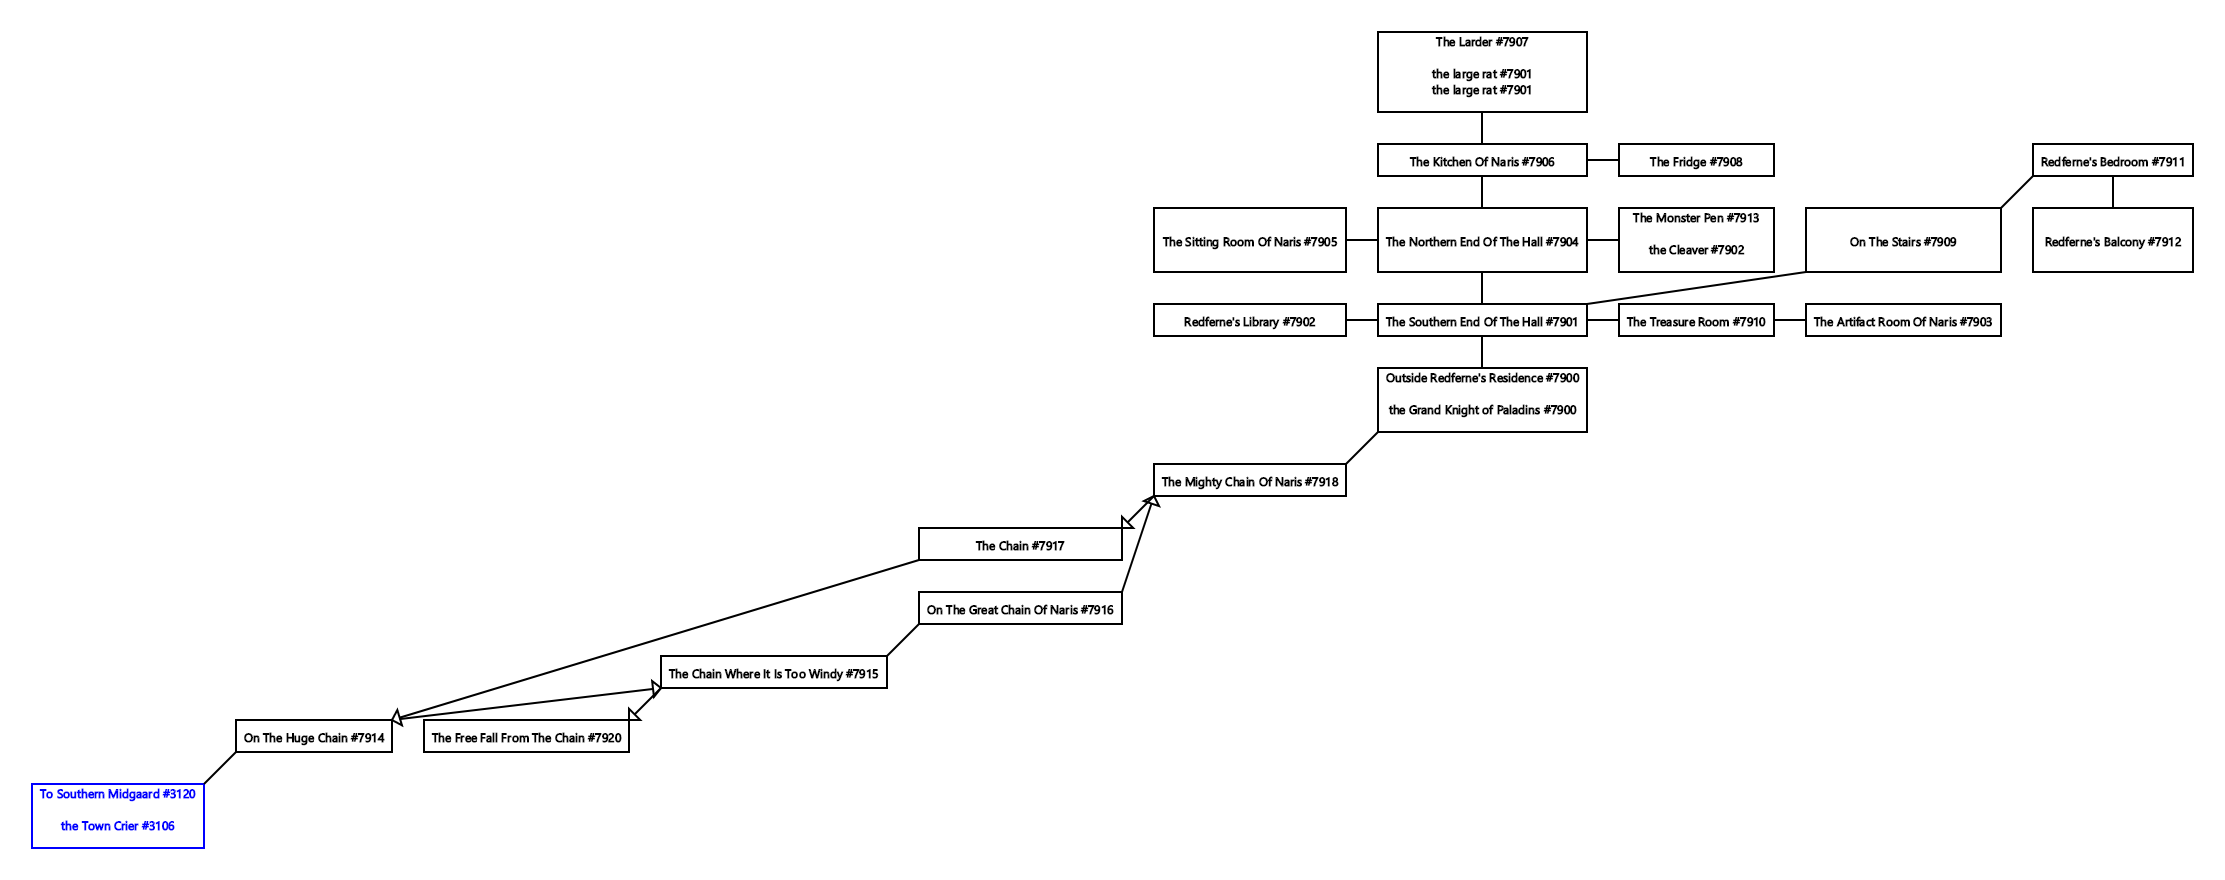 The Larder #7907
the large rat #7901
the large rat #7901
The Kitchen Of Naris #7906
The Fridge #7908
Redferne's Bedroom #7911
The Sitting Room Of Naris #7905
The Northern End Of The Hall #7904
The Monster Pen #7913
the Cleaver #7902
On The Stairs #7909
Redferne's Balcony #7912
Redferne's Library #7902
The Southern End Of The Hall #7901
The Treasure Room #7910
The Artifact Room Of Naris #7903
Outside Redferne's Residence #7900
the Grand Knight of Paladins #7900
The Mighty Chain Of Naris #7918
The Chain #7917
On The Great Chain Of Naris #7916
The Chain Where It Is Too Windy #7915
On The Huge Chain #7914
The Free Fall From The Chain #7920
To Southern Midgaard #3120
the Town Crier #3106